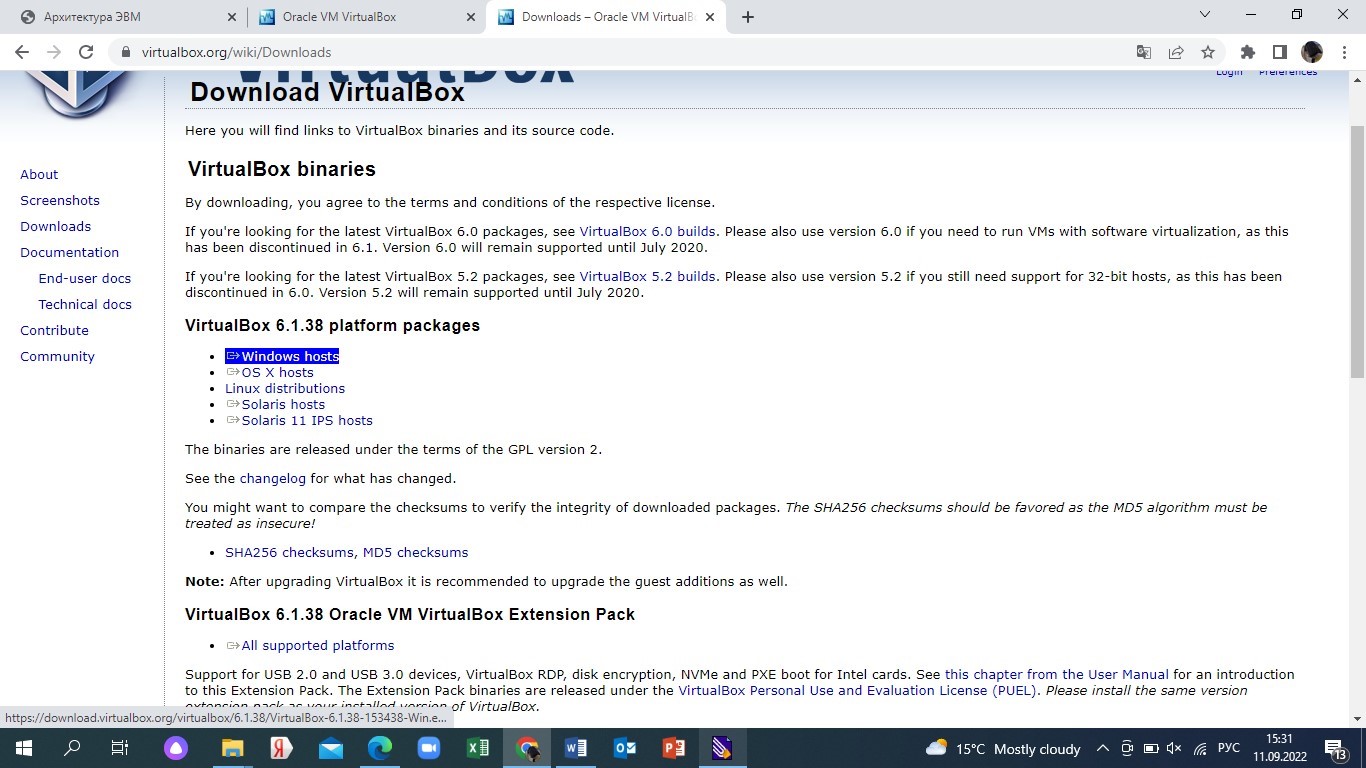 Архитектура ЭВМ
Oracle VM VirtualBox
Downloads – Oracle VM VirtualB
virtualbox.org/wiki/Downloads
VirtualBox
Login Preferences
Download VirtualBox
Here you will find links to VirtualBox binaries and its source code.
About
Screenshots
Downloads
Documentation
End-user docs
Technical docs
Contribute
Community
VirtualBox binaries
By downloading, you agree to the terms and conditions of the respective license.
If you're looking for the latest VirtualBox 6.0 packages, see VirtualBox 6.0 builds. Please also use version 6.0 if you need to run VMs with software virtualization, as this
has been discontinued in 6.1. Version 6.0 will remain supported until July 2020.
If you're looking for the latest VirtualBox 5.2 packages, see VirtualBox 5.2 builds. Please also use version 5.2 if you still need support for 32-bit hosts, as this has been
discontinued in 6.0. Version 5.2 will remain supported until July 2020.
VirtualBox 6.1.38 platform packages
Windows hosts
OS X hosts
Linux distributions
Solaris hosts
Solaris 11 IPS hosts
The binaries are released under the terms of the GPL version 2.
See the changelog for what has changed.
You might want to compare the checksums to verify the integrity of downloaded packages. The SHA256 checksums should be favored as the MD5 algorithm must be
treated as insecure!
SHA256 checksums, MD5 checksums
Note: After upgrading VirtualBox it is recommended to upgrade the guest additions as well.
VirtualBox 6.1.38 Oracle VM VirtualBox Extension Pack
All supported platforms
Support for USB 2.0 and USB 3.0 devices, VirtualBox RDP, disk encryption, NVMe and PXE boot for Intel cards. See this chapter from the User Manual for an introduction
to this Extension Pack. The Extension Pack binaries are released under the VirtualBox Personal Use and Evaluation License (PUEL). Please install the same version
extension pack as your installed version of VirtualBox.
https://download.virtualbox.org/virtualbox/6.1.38/VirtualBox-6.1.38-153438-Win.e...
15°C Mostly cloudy
РУС
15:31
11.09.2022
13